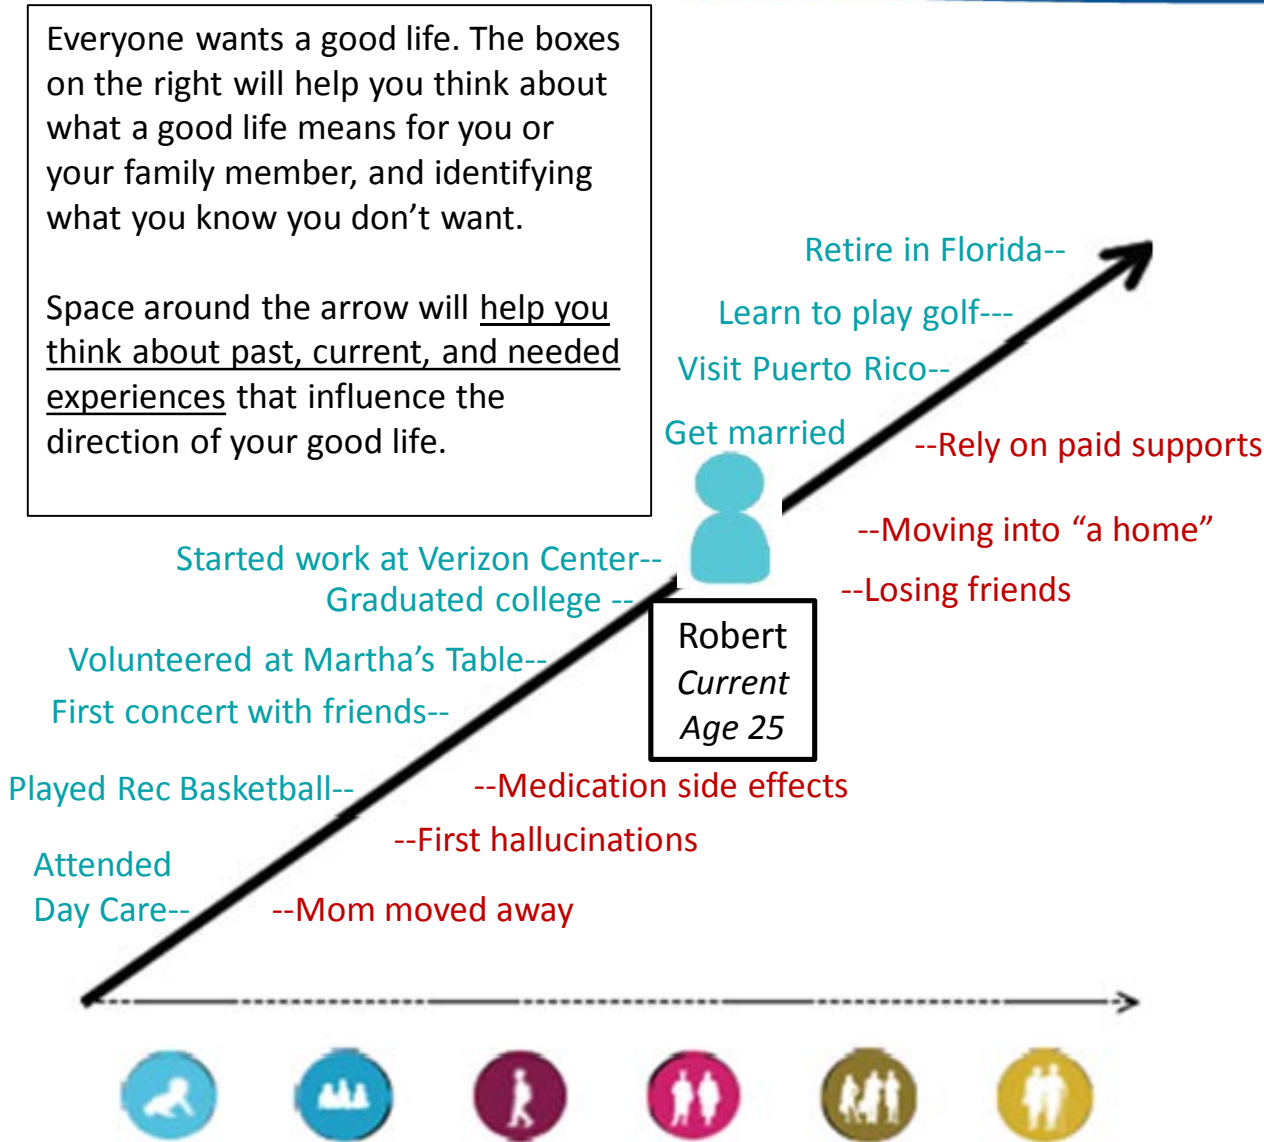 Everyone wants a good life. The boxes
on the right will help you think about
what a good life means for you or
your family member, and identifying
what you know you don’t want.
Space around the arrow will help you
think about past, current, and needed
experiences that influence the
direction of your good life.
Retire in Florida--
Learn to play golf---
Visit Puerto Rico--
Get married
--Rely on paid supports
--Moving into “a home”
--Losing friends
Started work at Verizon Center--
Graduated college --
Robert
Current
Age 25
Volunteered at Martha’s Table--
First concert with friends--
Played Rec Basketball--
--Medication side effects
--First hallucinations
Attended
Day Care--
--Mom moved away